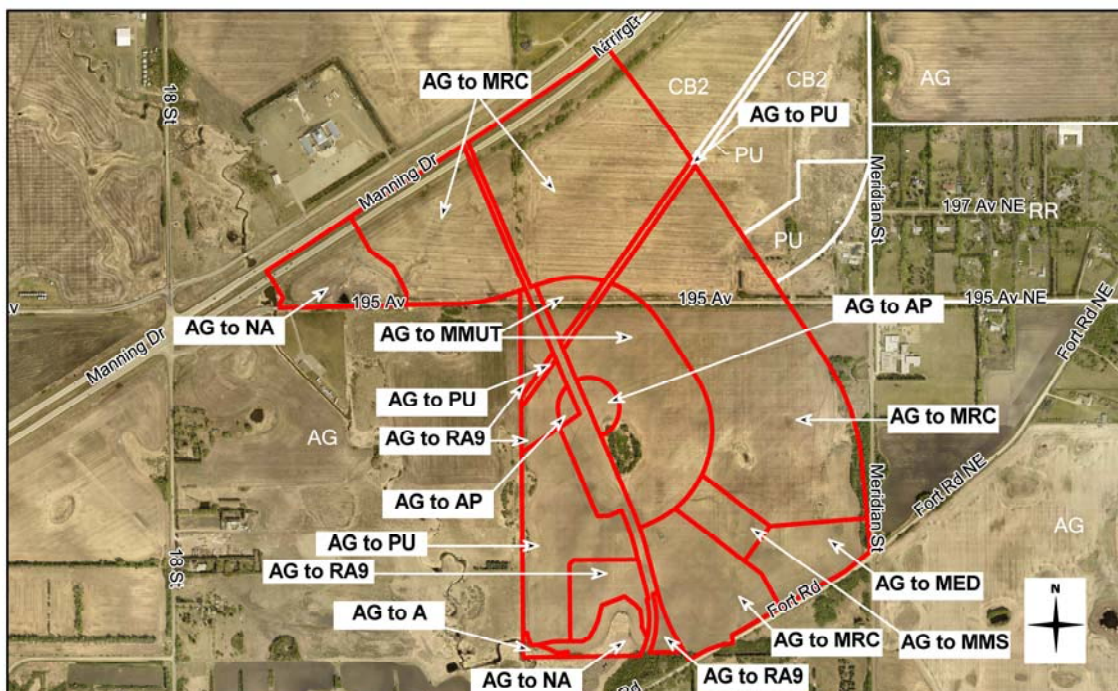 Manning Dr
18 St
AG to MRC
CB2
CB2
AG
AG to PU
PU
Manning Dr
Meridian St
197 Av NE
RR
PU
195 Av
195 Av
195 Av NE
AG to NA
AG to MMUT
AG to AP
Manning Dr
Fort Rd NE
AG to PU
AG to RA9
AG
AG to MRC
AG to AP
Meridian St
Fort Rd NE
AG
AG to PU
18 St
AG to RA9
AG to MED
Fort Rd
AG to A
N
AG to MRC
AG to MMS
AG to NA
AG to RA9